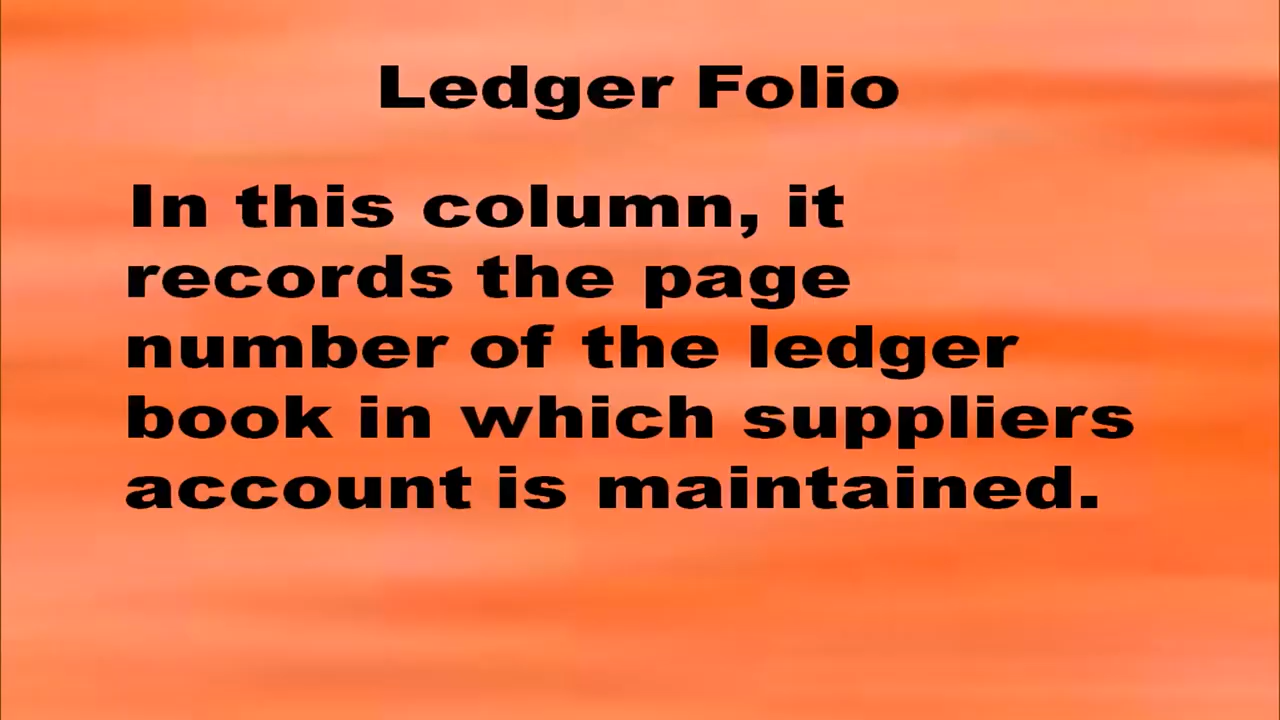 Ledger Folio
In this column, it
records the page
number of the ledger
book in which suppliers
account is maintained.